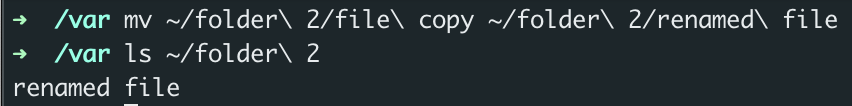 ➜  /var mv ~/folder\ 2/file\ copy ~/folder\ 2/renamed\ file
➜  /var ls ~/folder\ 2
renamed file